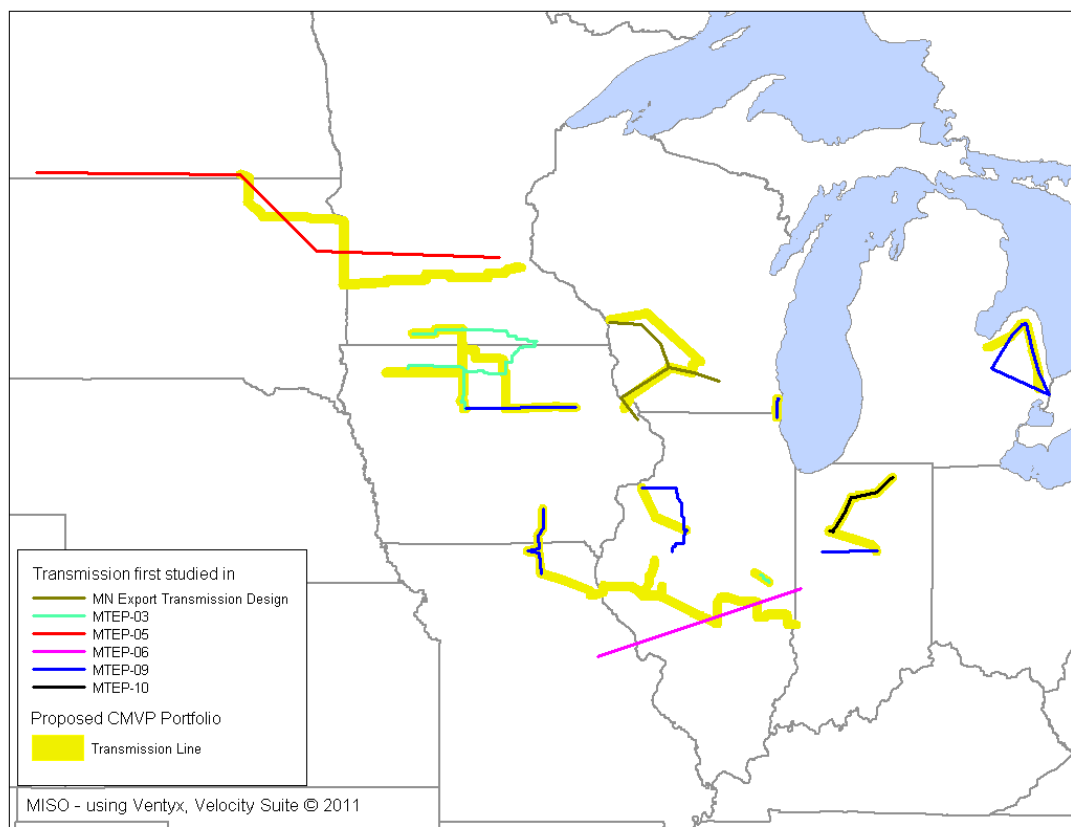 Transmission first studied in
MN Export Transmission Design
MTEP-03
MTEP-05
MTEP-06
MTEP-09
MTEP-10
Proposed CMVP Portfolio
Transmission Line
MISO - using Ventyx, Velocity Suite © 2011